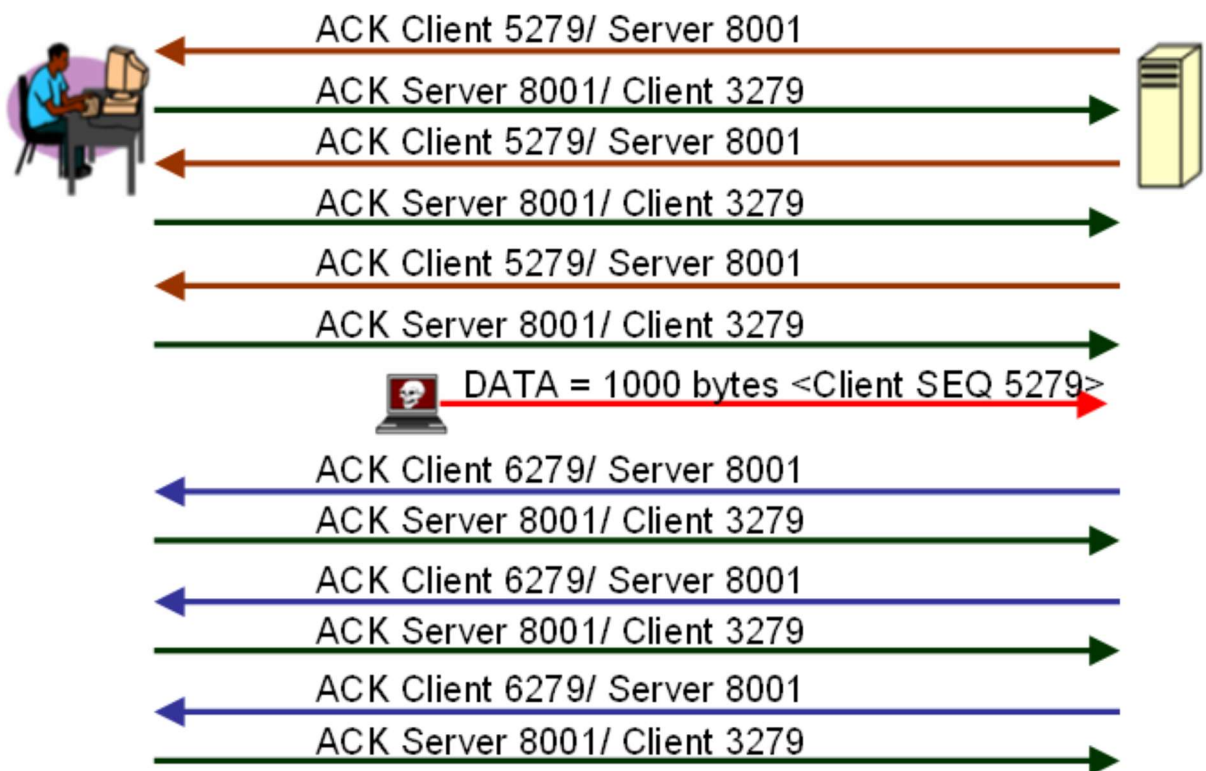 ACK Client 5279/ Server 8001
ACK Server 8001/ Client 3279
ACK Client 5279/ Server 8001
ACK Server 8001/ Client 3279
ACK Client 5279/ Server 8001
ACK Server 8001/ Client 3279
DATA = 1000 bytes <Client SEQ 5279>
ACK Client 6279/ Server 8001
ACK Server 8001/ Client 3279
ACK Client 6279/ Server 8001
ACK Server 8001/ Client 3279
ACK Client 6279/ Server 8001
ACK Server 8001/ Client 3279